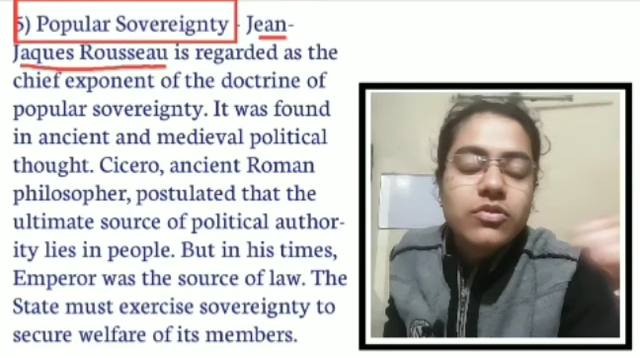 5) Popular Sovereignty - Jean-
Jaques Rousseau is regarded as the
chief exponent of the doctrine of
popular sovereignty. It was found
in ancient and medieval political
thought. Cicero, ancient Roman
philosopher, postulated that the
ultimate source of political author-
ity lies in people. But in his times,
Emperor was the source of law. The
State must exercise sovereignty to
secure welfare of its members.